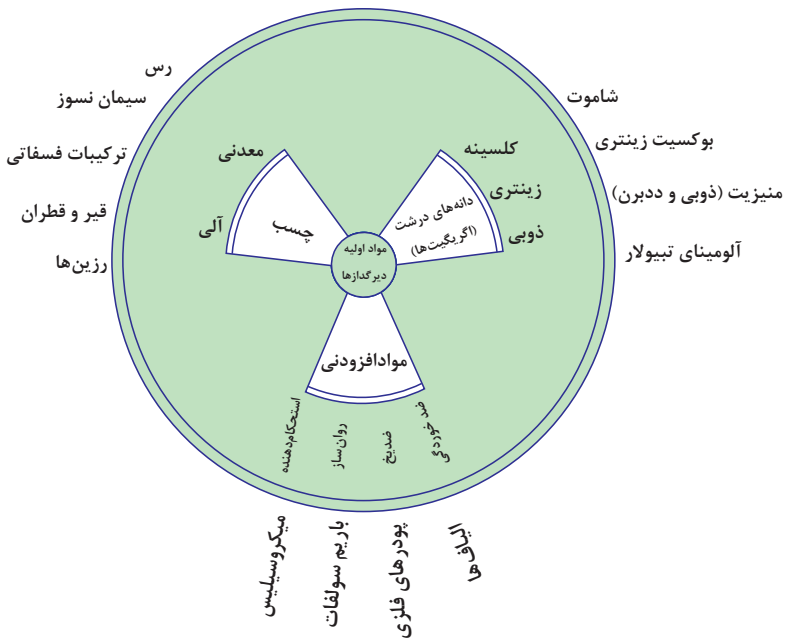 مواد اولیه
دیرگدازها
دانه‌های درشت
(اگریگیت‌ها)
کلسینه
زینتری
ذوبی
شاموت
بوکسیت زینتری
منیزیت (ذوبی و ددبرن)
آلومینای تبیولار
چسب
معدنی
آلی
رس
سیمان نسوز
ترکیبات فسفاتی
قیر و قطران
رزین‌ها
موادافزودنی
ضد خوردگی
ضدیخ
روان‌ساز
استحکام‌دهنده
الیاف‌ها
پودرهای فلزی
باریم سولفات
میکروسیلیس